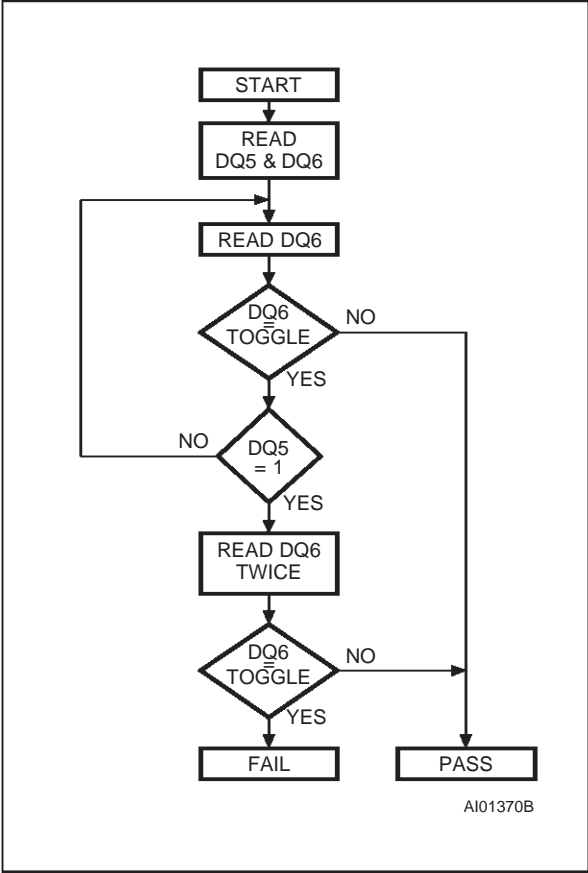 START
READ
DQ5 & DQ6
READ DQ6
DQ6
=
TOGGLE
NO
YES
NO
DQ5
= 1
YES
READ DQ6
TWICE
DQ6
=
TOGGLE
NO
YES
FAIL
PASS
AI01370B